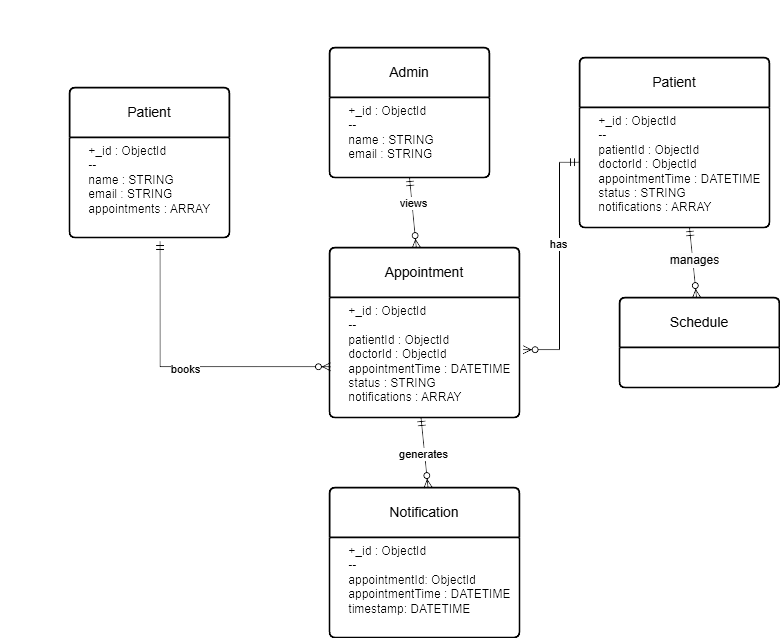 Patient
+_id : ObjectId
--
name : STRING
email : STRING
appointments : ARRAY
Admin
+_id : ObjectId
--
name : STRING
email : STRING
Patient
+_id : ObjectId
--
patientId : ObjectId
doctorId : ObjectId
appointmentTime : DATETIME
status : STRING
notifications : ARRAY
views
has
manages
books
Appointment
+_id : ObjectId
--
patientId : ObjectId
doctorId : ObjectId
appointmentTime : DATETIME
status : STRING
notifications : ARRAY
Schedule
generates
Notification
+_id : ObjectId
--
appointmentId: ObjectId
appointmentTime : DATETIME
timestamp: DATETIME